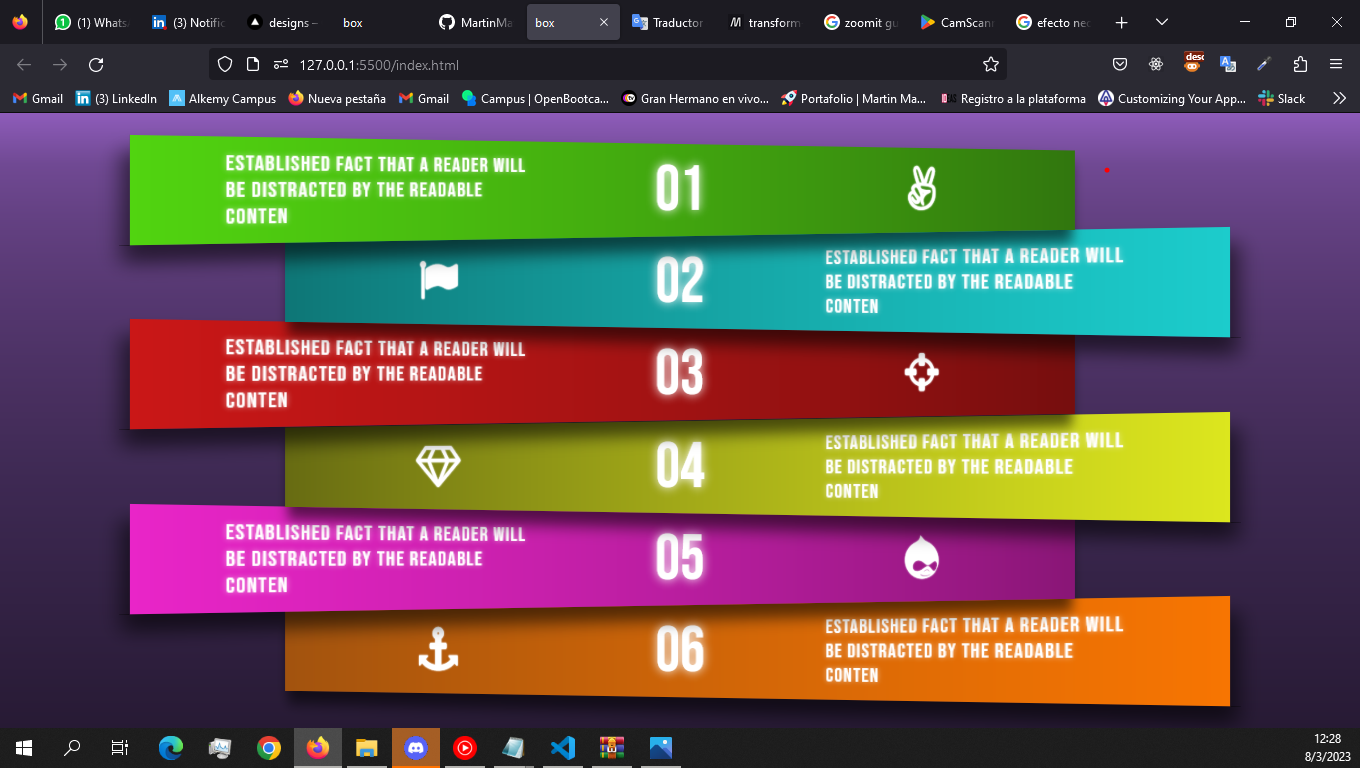 (1) Whats
(3) Notific
designs –
box
MartinMa
box
Traductor
transform
zoomit gu
CamScann
efecto neo
127.0.0.1:5500/index.html
Gmail
(3) LinkedIn
Alkemy Campus
Nueva pestaña
Gmail
Campus | OpenBootca...
Gran Hermano en vivo...
Portafolio | Martin Ma...
Registro a la plataforma
Customizing Your App...
Slack
ESTABLISHED FACT THAT A READER WILL
BE DISTRACTED BY THE READABLE
CONTEN
01
02
ESTABLISHED FACT THAT A READER WILL
BE DISTRACTED BY THE READABLE
CONTEN
ESTABLISHED FACT THAT A READER WILL
BE DISTRACTED BY THE READABLE
CONTEN
03
04
ESTABLISHED FACT THAT A READER WILL
BE DISTRACTED BY THE READABLE
CONTEN
ESTABLISHED FACT THAT A READER WILL
BE DISTRACTED BY THE READABLE
CONTEN
05
06
ESTABLISHED FACT THAT A READER WILL
BE DISTRACTED BY THE READABLE
CONTEN
12:28
8/3/2023